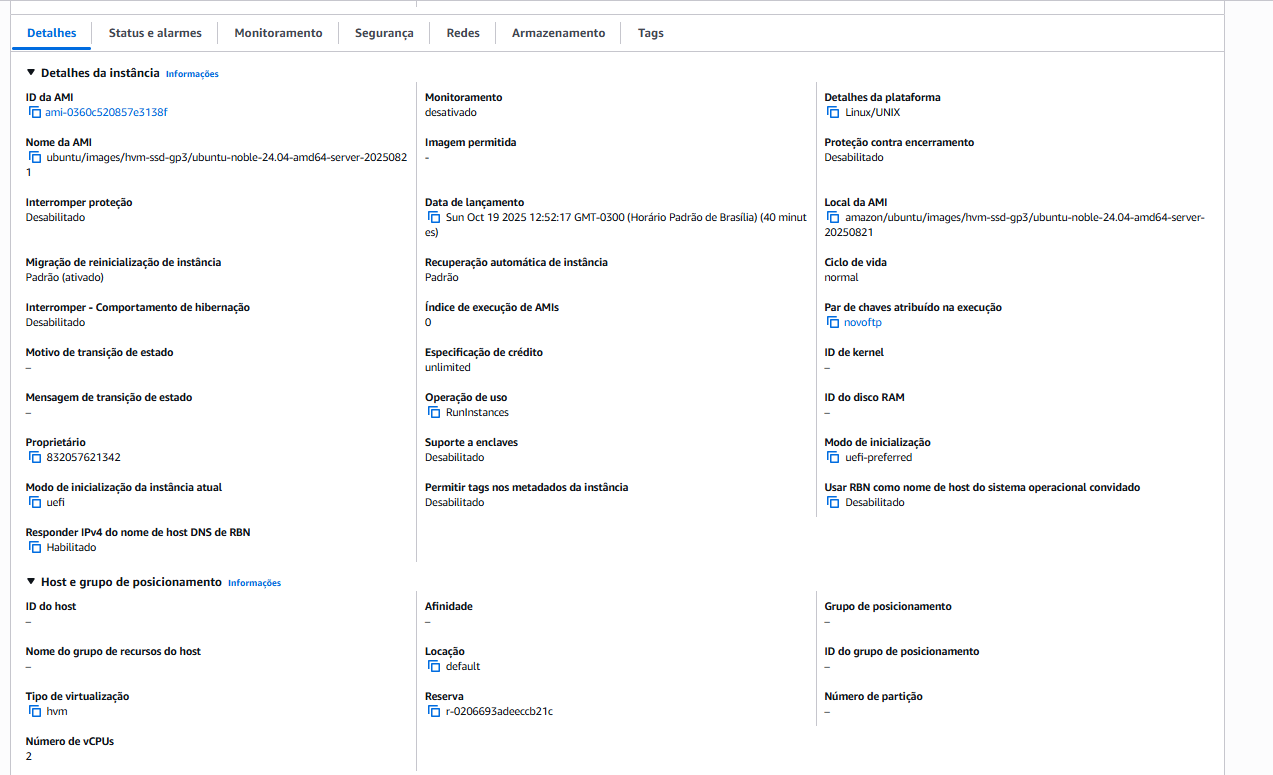 Detalhes
Status e alarmes
Monitoramento
Segurança
Redes
Armazenamento
Tags
Detalhes da instância Informações
ID da AMI
ami-0360c520857e3138f
Monitoramento
desativado
Detalhes da plataforma
Linux/UNIX
Nome da AMI
ubuntu/images/hvm-ssd-gp3/ubuntu-noble-24.04-amd64-server-2025082
1
Imagem permitida
-
Proteção contra encerramento
Desabilitado
Interromper proteção
Desabilitado
Data de lançamento
Sun Oct 19 2025 12:52:17 GMT-0300 (Horário Padrão de Brasília) (40 minut
es)
Local da AMI
amazon/ubuntu/images/hvm-ssd-gp3/ubuntu-noble-24.04-amd64-server-
20250821
Migração de reinicialização de instância
Padrão (ativado)
Recuperação automática de instância
Padrão
Ciclo de vida
normal
Interromper - Comportamento de hibernação
Desabilitado
Índice de execução de AMIs
0
Par de chaves atribuído na execução
novoftp
Motivo de transição de estado
–
Especificação de crédito
unlimited
ID de kernel
–
Mensagem de transição de estado
–
Operação de uso
RunInstances
ID do disco RAM
–
Proprietário
832057621342
Suporte a enclaves
Desabilitado
Modo de inicialização
uefi-preferred
Modo de inicialização da instância atual
uefi
Permitir tags nos metadados da instância
Desabilitado
Usar RBN como nome de host do sistema operacional convidado
Desabilitado
Responder IPv4 do nome de host DNS de RBN
Habilitado
Host e grupo de posicionamento Informações
ID do host
–
Afinidade
–
Grupo de posicionamento
–
Nome do grupo de recursos do host
–
Locação
default
ID do grupo de posicionamento
–
Tipo de virtualização
hvm
Reserva
r-0206693adeeccb21c
Número de partição
–
Número de vCPUs
2